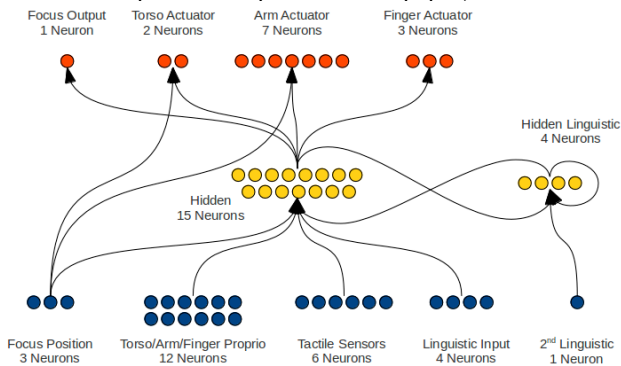 Focus Output
1 Neuron
Torso Actuator
2 Neurons
Arm Actuator
7 Neurons
Finger Actuator
3 Neurons
Hidden Linguistic
4 Neurons
Hidden
15 Neurons
Focus Position
3 Neurons
Torso/Arm/Finger Proprio
12 Neurons
Tactile Sensors
6 Neurons
Linguistic Input
4 Neurons
2nd Linguistic
1 Neuron